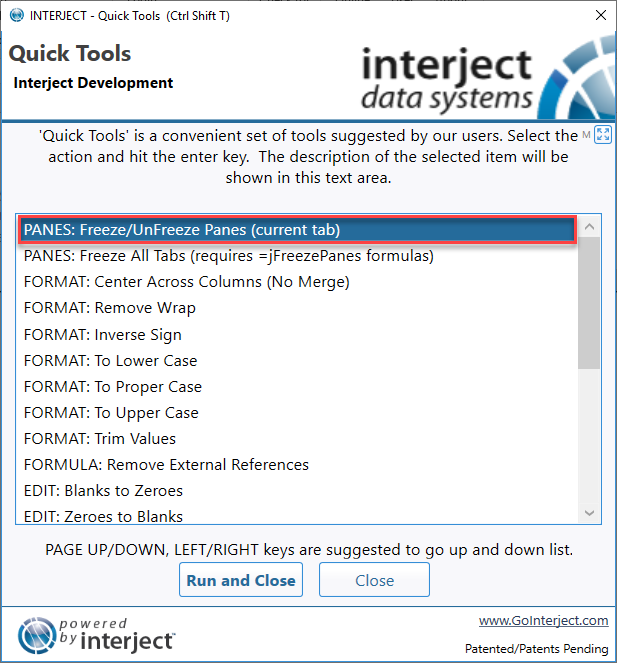 INTERJECT - Quick Tools (Ctrl Shift T)
Quick Tools
Interject Development
interject
data systems
'Quick Tools' is a convenient set of tools suggested by our users. Select the
action and hit the enter key. The description of the selected item will be
shown in this text area.
M
PANES: Freeze/UnFreeze Panes (current tab)
PANES: Freeze All Tabs (requires =jFreezePanes formulas)
FORMAT: Center Across Columns (No Merge)
FORMAT: Remove Wrap
FORMAT: Inverse Sign
FORMAT: To Lower Case
FORMAT: To Proper Case
FORMAT: To Upper Case
FORMAT: Trim Values
FORMULA: Remove External References
EDIT: Blanks to Zeroes
EDIT: Zeroes to Blanks
PAGE UP/DOWN, LEFT/RIGHT keys are suggested to go up and down list.
Run and Close
Close
powered
by interject™
www.GoInterject.com
Patented/Patents Pending